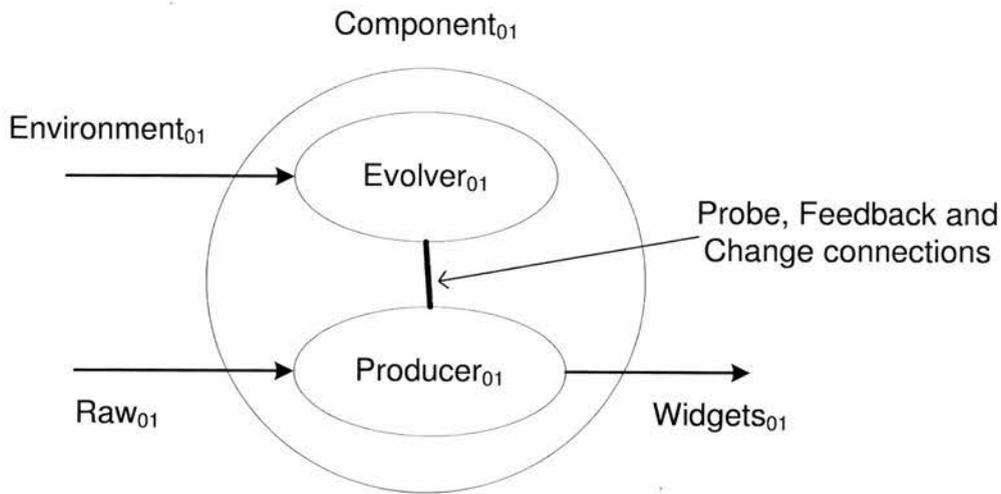 Component₀₁
Environment₀₁
Evolver₀₁
Probe, Feedback and
Change connections
Producer₀₁
Raw₀₁
Widgets₀₁